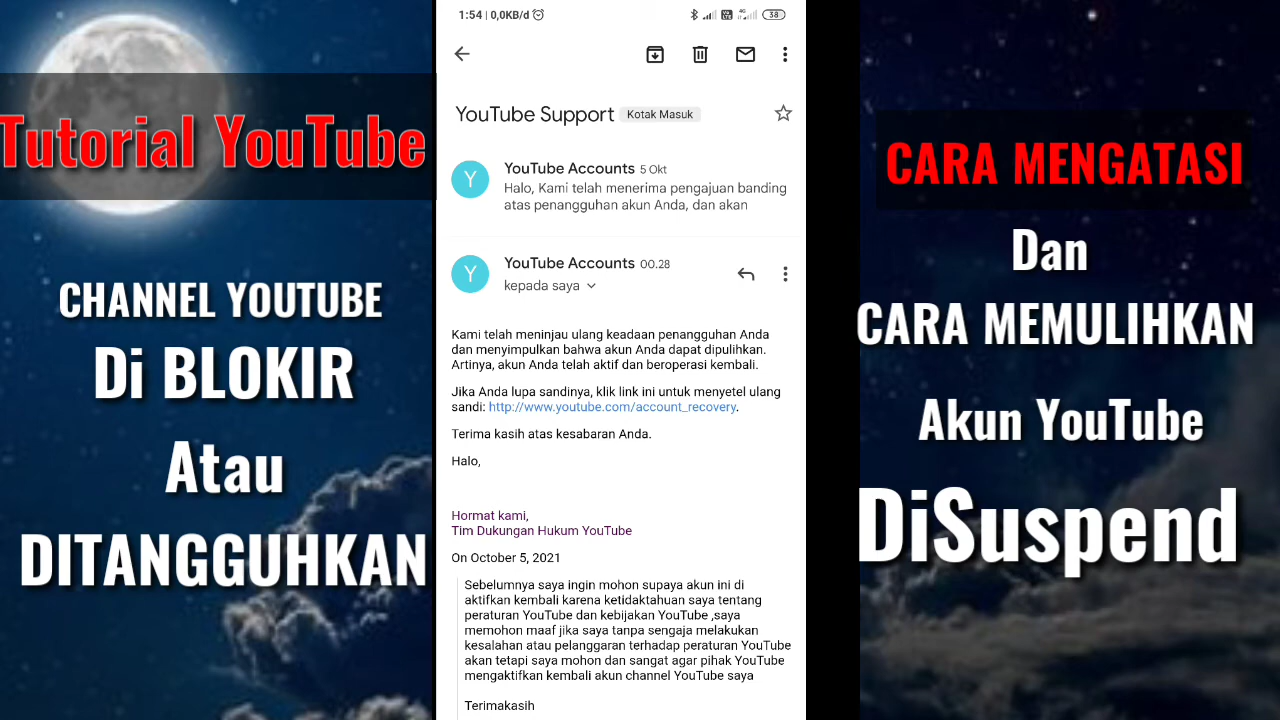 Tutorial YouTube
CHANNEL YOUTUBE
Di BLOKIR
Atau
DITANGGUHKAN
1:54 | 0,0KB/d
4G
38
YouTube Support Kotak Masuk
Y
YouTube Accounts 5 Okt
Halo, Kami telah menerima pengajuan banding
atas penangguhan akun Anda, dan akan
Y
YouTube Accounts 00.28
kepada saya
Kami telah meninjau ulang keadaan penangguhan Anda
dan menyimpulkan bahwa akun Anda dapat dipulihkan.
Artinya, akun Anda telah aktif dan beroperasi kembali.
Jika Anda lupa sandinya, klik link ini untuk menyetel ulang
sandi: http://www.youtube.com/account_recovery.
Terima kasih atas kesabaran Anda.
Halo,
Hormat kami,
Tim Dukungan Hukum YouTube
On October 5, 2021
Sebelumnya saya ingin mohon supaya akun ini di
aktifkan kembali karena ketidaktahuan saya tentang
peraturan YouTube dan kebijakan YouTube ,saya
memohon maaf jika saya tanpa sengaja melakukan
kesalahan atau pelanggaran terhadap peraturan YouTube
akan tetapi saya mohon dan sangat agar pihak YouTube
mengaktifkan kembali akun channel YouTube saya
Terimakasih
CARA MENGATASI
Dan
CARA MEMULIHKAN
Akun YouTube
DiSuspend